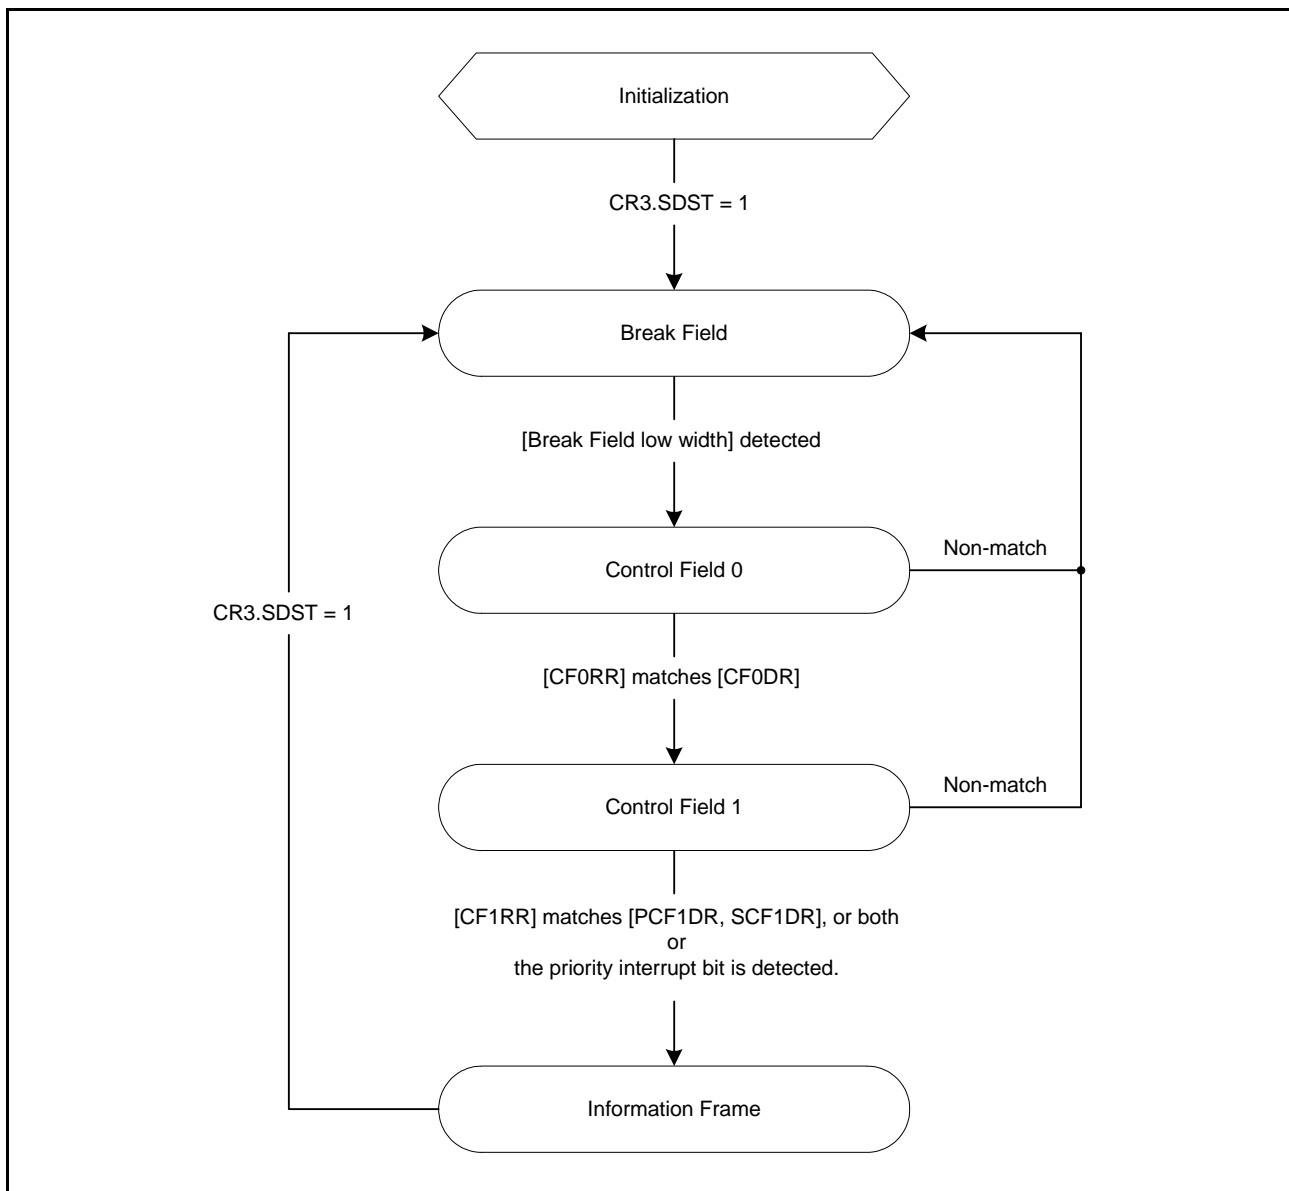 Initialization
CR3.SDST = 1
Break Field
[Break Field low width] detected
Control Field 0
Non-match
CR3.SDST = 1
[CF0RR] matches [CF0DR]
Control Field 1
Non-match
[CF1RR] matches [PCF1DR, SCF1DR], or both
or
the priority interrupt bit is detected.
Information Frame